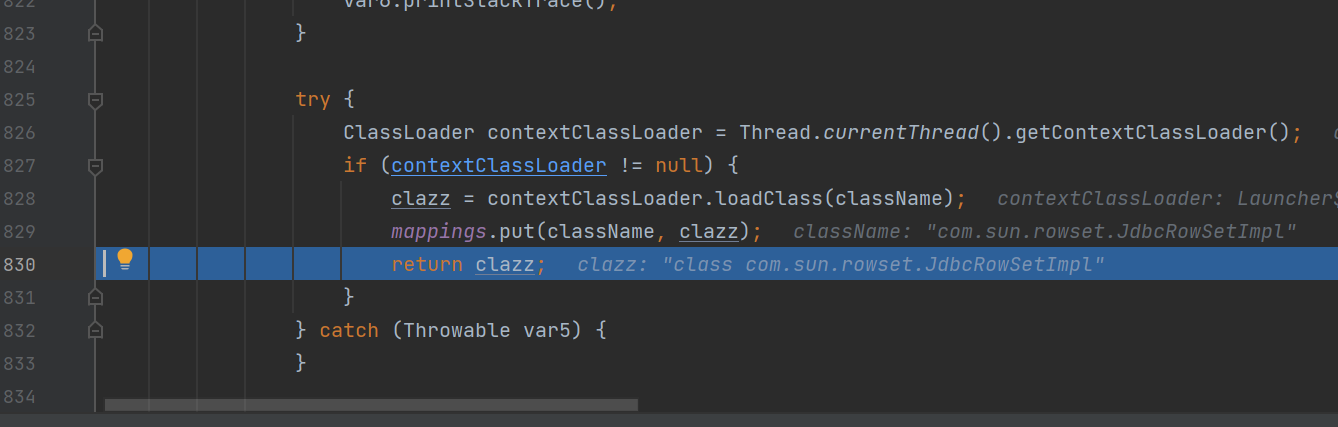 822 var6.printStackTrace();
823 }
824
825 try {
826 ClassLoader contextClassLoader = Thread.currentThread().getContextClassLoader();
827 if (contextClassLoader != null) {
828 clazz = contextClassLoader.loadClass(className); contextClassLoader: Launcher
829 mappings.put(className, clazz); className: "com.sun.rowset.JdbcRowSetImpl"
830 return clazz; clazz: "class com.sun.rowset.JdbcRowSetImpl"
831 }
832 } catch (Throwable var5) {
833 }
834